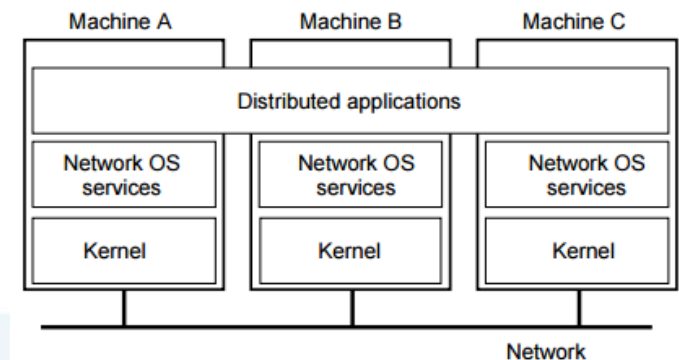 Machine A
Machine B
Machine C
Distributed applications
Network OS
services
Network OS
services
Network OS
services
Kernel
Kernel
Kernel
Network